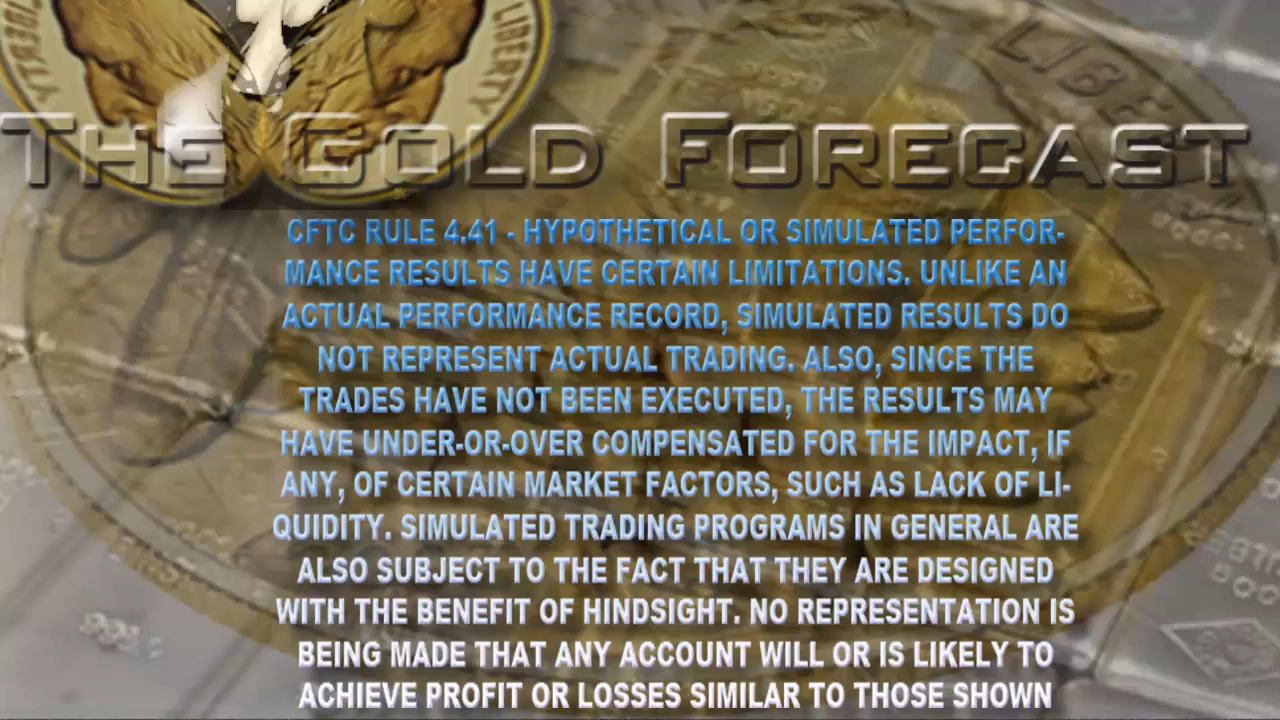 LIBERTY
THE GOLD FORECAST
CFTC RULE 4.41 - HYPOTHETICAL OR SIMULATED PERFOR-
MANCE RESULTS HAVE CERTAIN LIMITATIONS. UNLIKE AN
ACTUAL PERFORMANCE RECORD, SIMULATED RESULTS DO
NOT REPRESENT ACTUAL TRADING. ALSO, SINCE THE
TRADES HAVE NOT BEEN EXECUTED, THE RESULTS MAY
HAVE UNDER-OR-OVER COMPENSATED FOR THE IMPACT, IF
ANY, OF CERTAIN MARKET FACTORS, SUCH AS LACK OF LI-
QUIDITY. SIMULATED TRADING PROGRAMS IN GENERAL ARE
ALSO SUBJECT TO THE FACT THAT THEY ARE DESIGNED
WITH THE BENEFIT OF HINDSIGHT. NO REPRESENTATION IS
BEING MADE THAT ANY ACCOUNT WILL OR IS LIKELY TO
ACHIEVE PROFIT OR LOSSES SIMILAR TO THOSE SHOWN